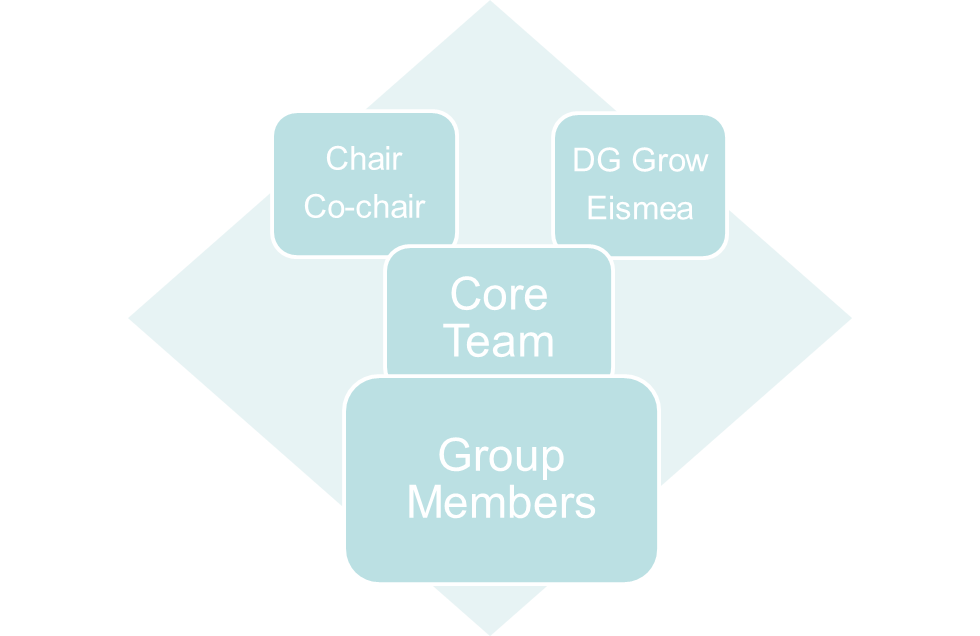 Chair
Co-chair
DG Grow
Eismea
Core
Team
Group
Members